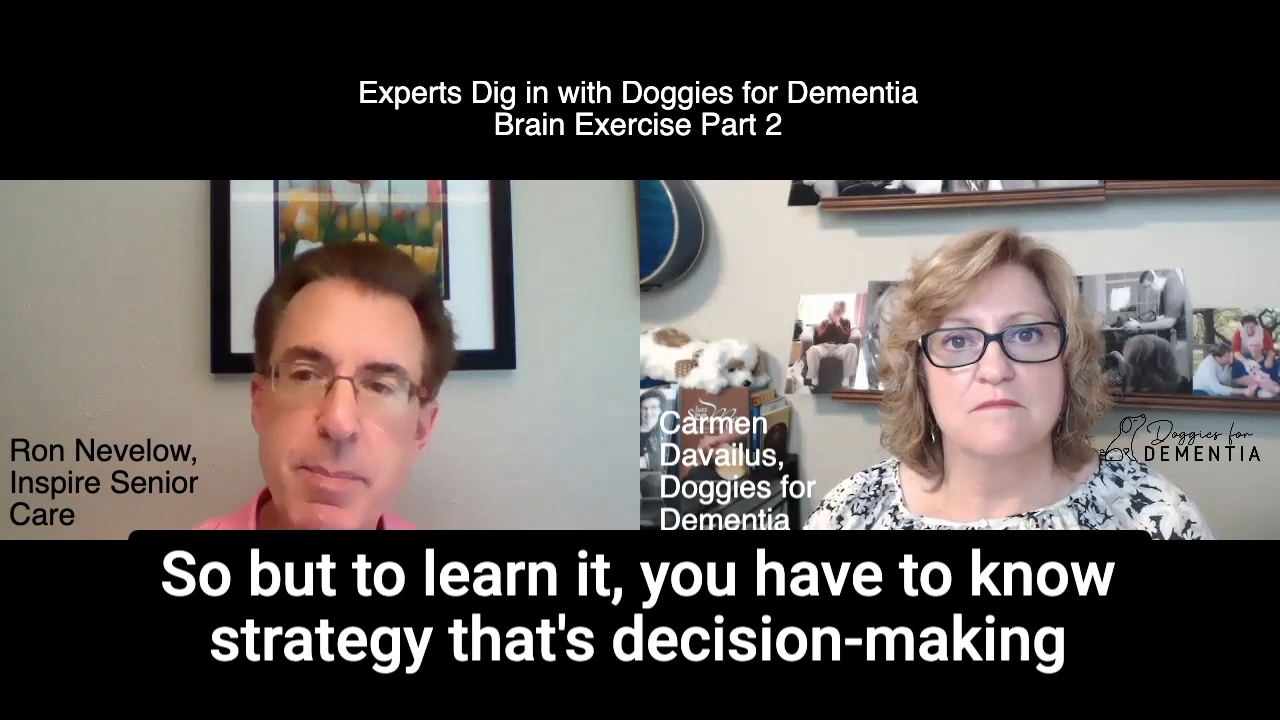 Experts Dig in with Doggies for Dementia
Brain Exercise Part 2
Ron Nevelow,
Inspire Senior
Care
Carmen
Davailus,
Doggies for
Dementia
Doggies for
DEMENTIA
So but to learn it, you have to know
strategy that's decision-making